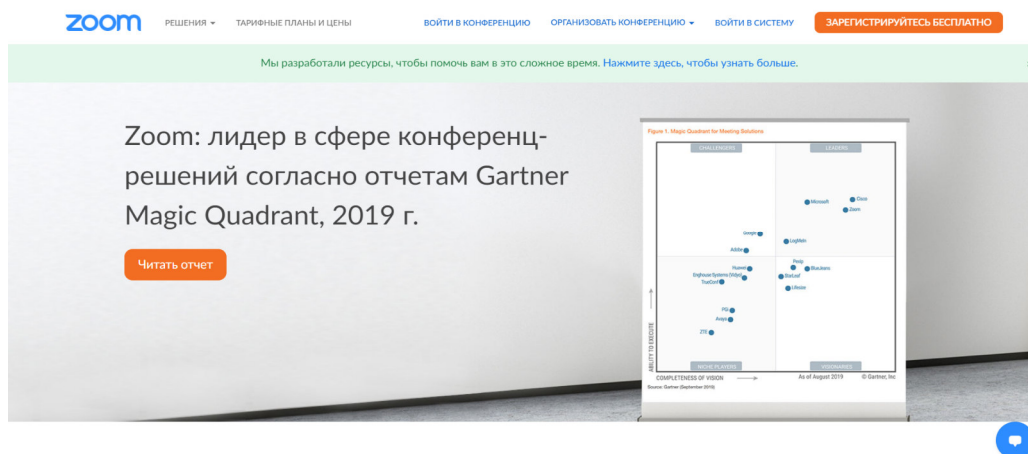 zoom
РЕШЕНИЯ
ТАРИФНЫЕ ПЛАНЫ И ЦЕНЫ
ВОЙТИ В КОНФЕРЕНЦИЮ
ОРГАНИЗОВАТЬ КОНФЕРЕНЦИЮ
ВОЙТИ В СИСТЕМУ
ЗАРЕГИСТРИРУЙТЕСЬ БЕСПЛАТНО
Мы разработали ресурсы, чтобы помочь вам в это сложное время. Нажмите здесь, чтобы узнать больше.
Zoom: лидер в сфере конференц-
решений согласно отчетам Gartner
Magic Quadrant, 2019 г.
Читать отчет
Figure 1. Magic Quadrant for Meeting Solutions
CHALLENGERS
LEADERS
Microsoft
Cisco
Zoom
Google
LogMeIn
Adobe
Huawei
Pexip
BlueJeans
Enghouse Systems (Vidyo)
StarLeaf
TrueConf
Lifesize
PGi
Avaya
ZTE
ABILITY TO EXECUTE
NICHE PLAYERS
VISIONARIES
COMPLETENESS OF VISION
As of August 2019
© Gartner, Inc
Source: Gartner (September 2019)